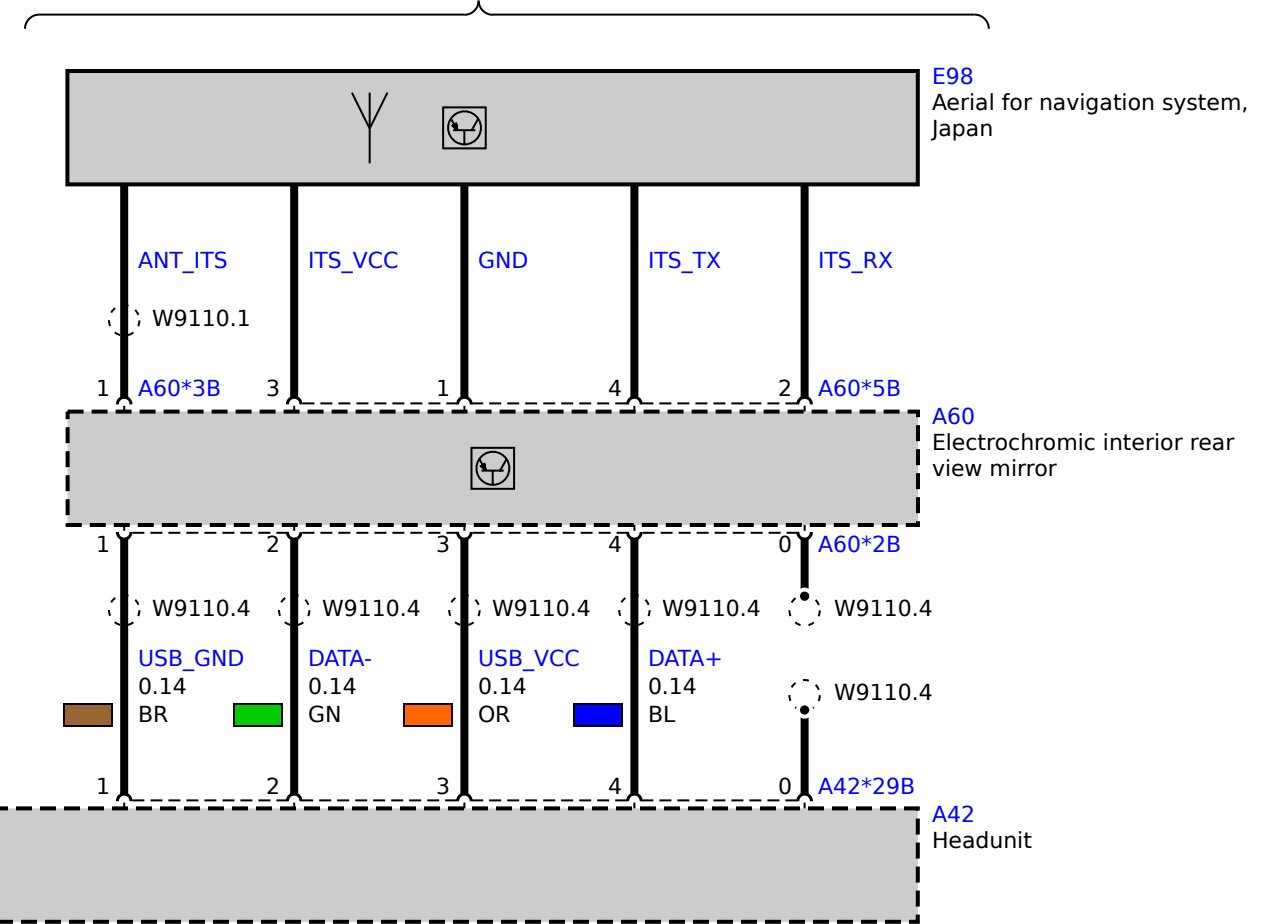 E98
Aerial for navigation system,
Japan
ANT_ITS ITS_VCC GND ITS_TX ITS_RX
W9110.1
1 A60*3B 3 1 4 2 A60*5B
A60
Electrochromic interior rear
view mirror
1 2 3 4 0 A60*2B
W9110.4 W9110.4 W9110.4 W9110.4 W9110.4
USB_GND DATA- USB_VCC DATA+
0.14 0.14 0.14 0.14 W9110.4
BR GN OR BL
1 2 3 4 0 A42*29B
A42
Headunit